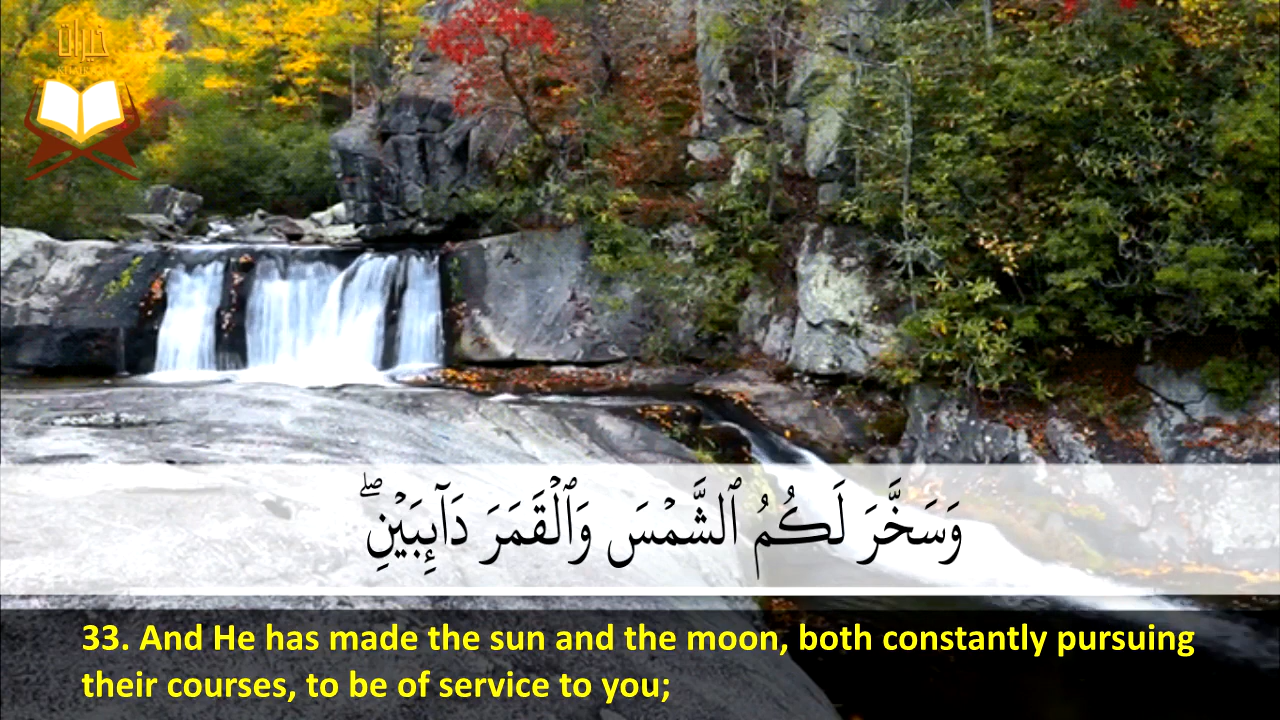 خيرات
وَسَخَّرَ لَكُمُ ٱلشَّمْسَ وَٱلْقَمَرَ دَآئِبَيْنِ ۖ
33. And He has made the sun and the moon, both constantly pursuing
their courses, to be of service to you;